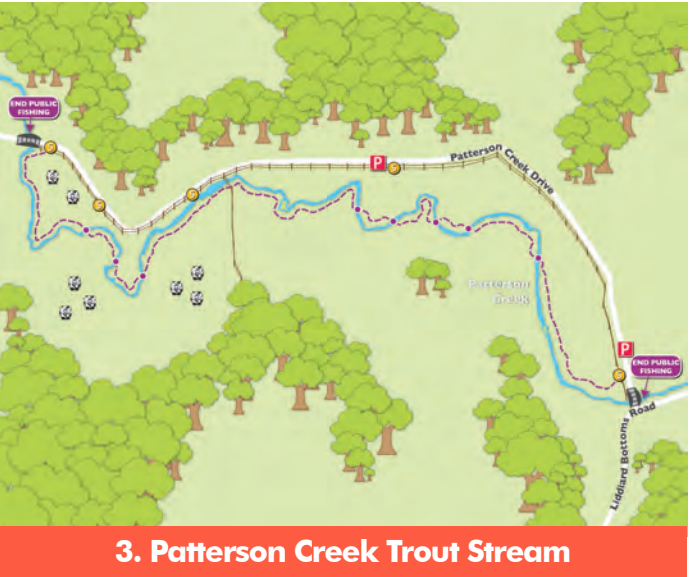 END PUBLIC
FISHING
P
Patterson Creek Drive
Patterson
Creek
P
END PUBLIC
FISHING
Liddiard Bottoms Road
3. Patterson Creek Trout Stream